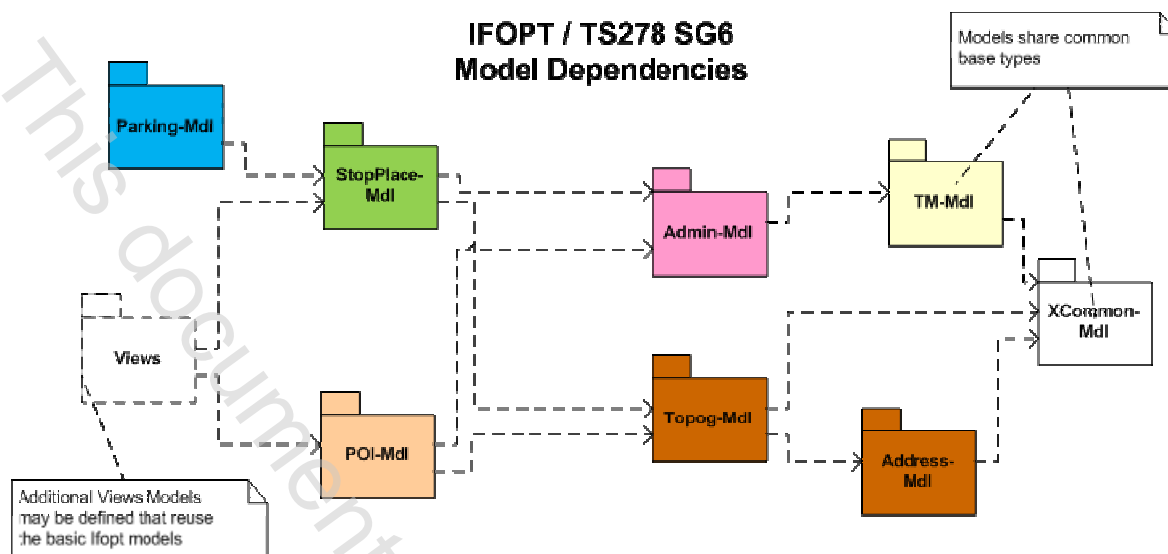 IFOPT / TS278 SG6
Model Dependencies
Models share common
base types
Parking-Mdl
StopPlace-
Mdl
TM-Mdl
Admin-Mdl
XCommon-
Mdl
Views
Topog-Mdl
POI-Mdl
Address-
Mdl
Additional Views Models
may be defined that reuse
the basic Ifopt models
This document